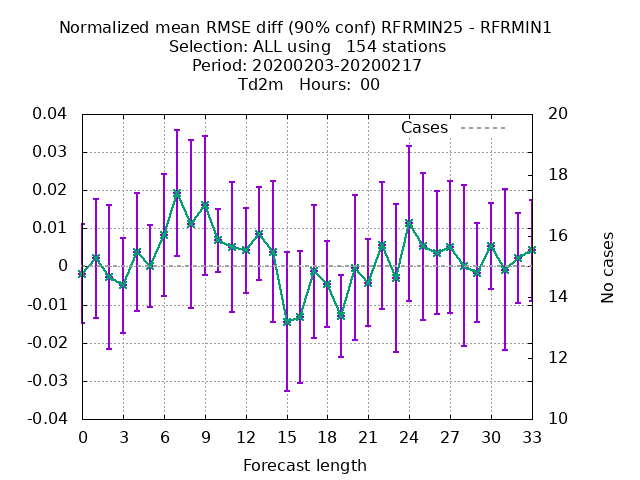 Normalized mean RMSE diff (90% conf) RFRMIN25 - RFRMIN1
Selection: ALL using   154 stations
Period: 20200203-20200217
Td2m   Hours:  00
Cases
0.04
0.03
0.02
0.01
0
-0.01
-0.02
-0.03
-0.04
20
18
16
14
12
10
No cases
0 3 6 9 12 15 18 21 24 27 30 33
Forecast length